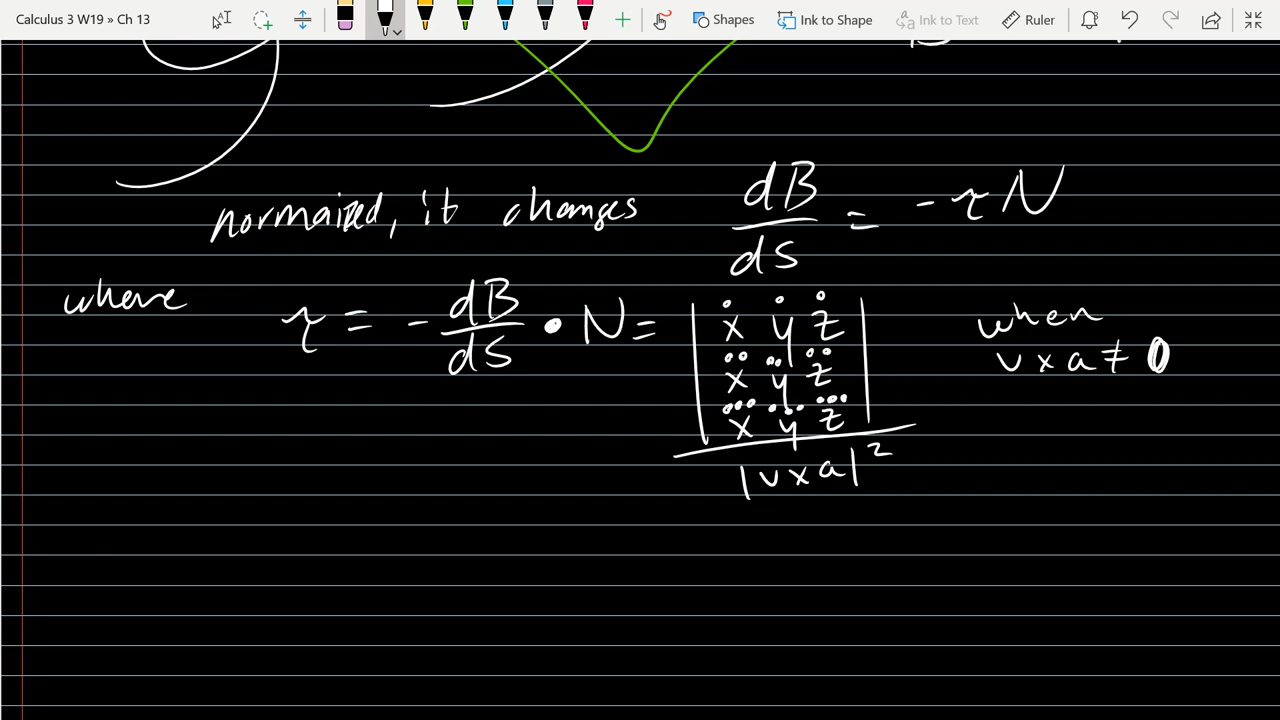 Calculus 3 W19 » Ch 13
Shapes Ink to Shape Ink to Text Ruler
normaized, it changes dB/ds = -τN
where τ = - dB/ds • N = |ẋ ẏ ż|
|ẍ ÿ z̈|
|x⃛ y⃛ z⃛|
|v×a|²
when
v × a ≠ 0